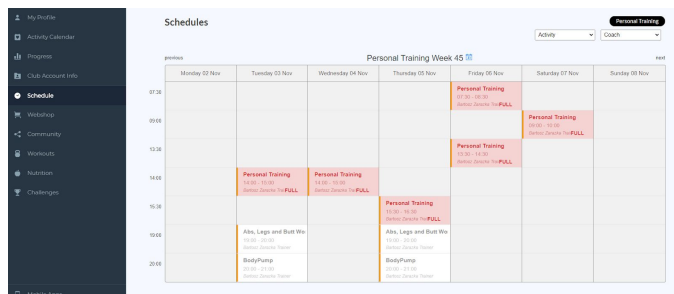 My Profile
Activity Calendar
Progress
Club Account Info
Schedule
Webshop
Community
Workouts
Nutrition
Challenges
Schedules
Personal Training
Activity
Coach
previous
Personal Training Week 45
next
Monday 02 Nov
Tuesday 03 Nov
Wednesday 04 Nov
Thursday 05 Nov
Friday 06 Nov
Saturday 07 Nov
Sunday 08 Nov
07:30
Personal Training
07:30 - 08:30
FULL
09:00
Personal Training
09:00 - 10:00
FULL
13:30
Personal Training
13:30 - 14:30
FULL
14:00
Personal Training
14:00 - 15:00
FULL
Personal Training
14:00 - 15:00
FULL
15:30
Personal Training
15:30 - 16:30
FULL
19:00
Abs, Legs and Butt Wo
19:00 - 20:00
Abs, Legs and Butt Wo
19:00 - 20:00
20:00
BodyPump
20:00 - 21:00
BodyPump
20:00 - 21:00